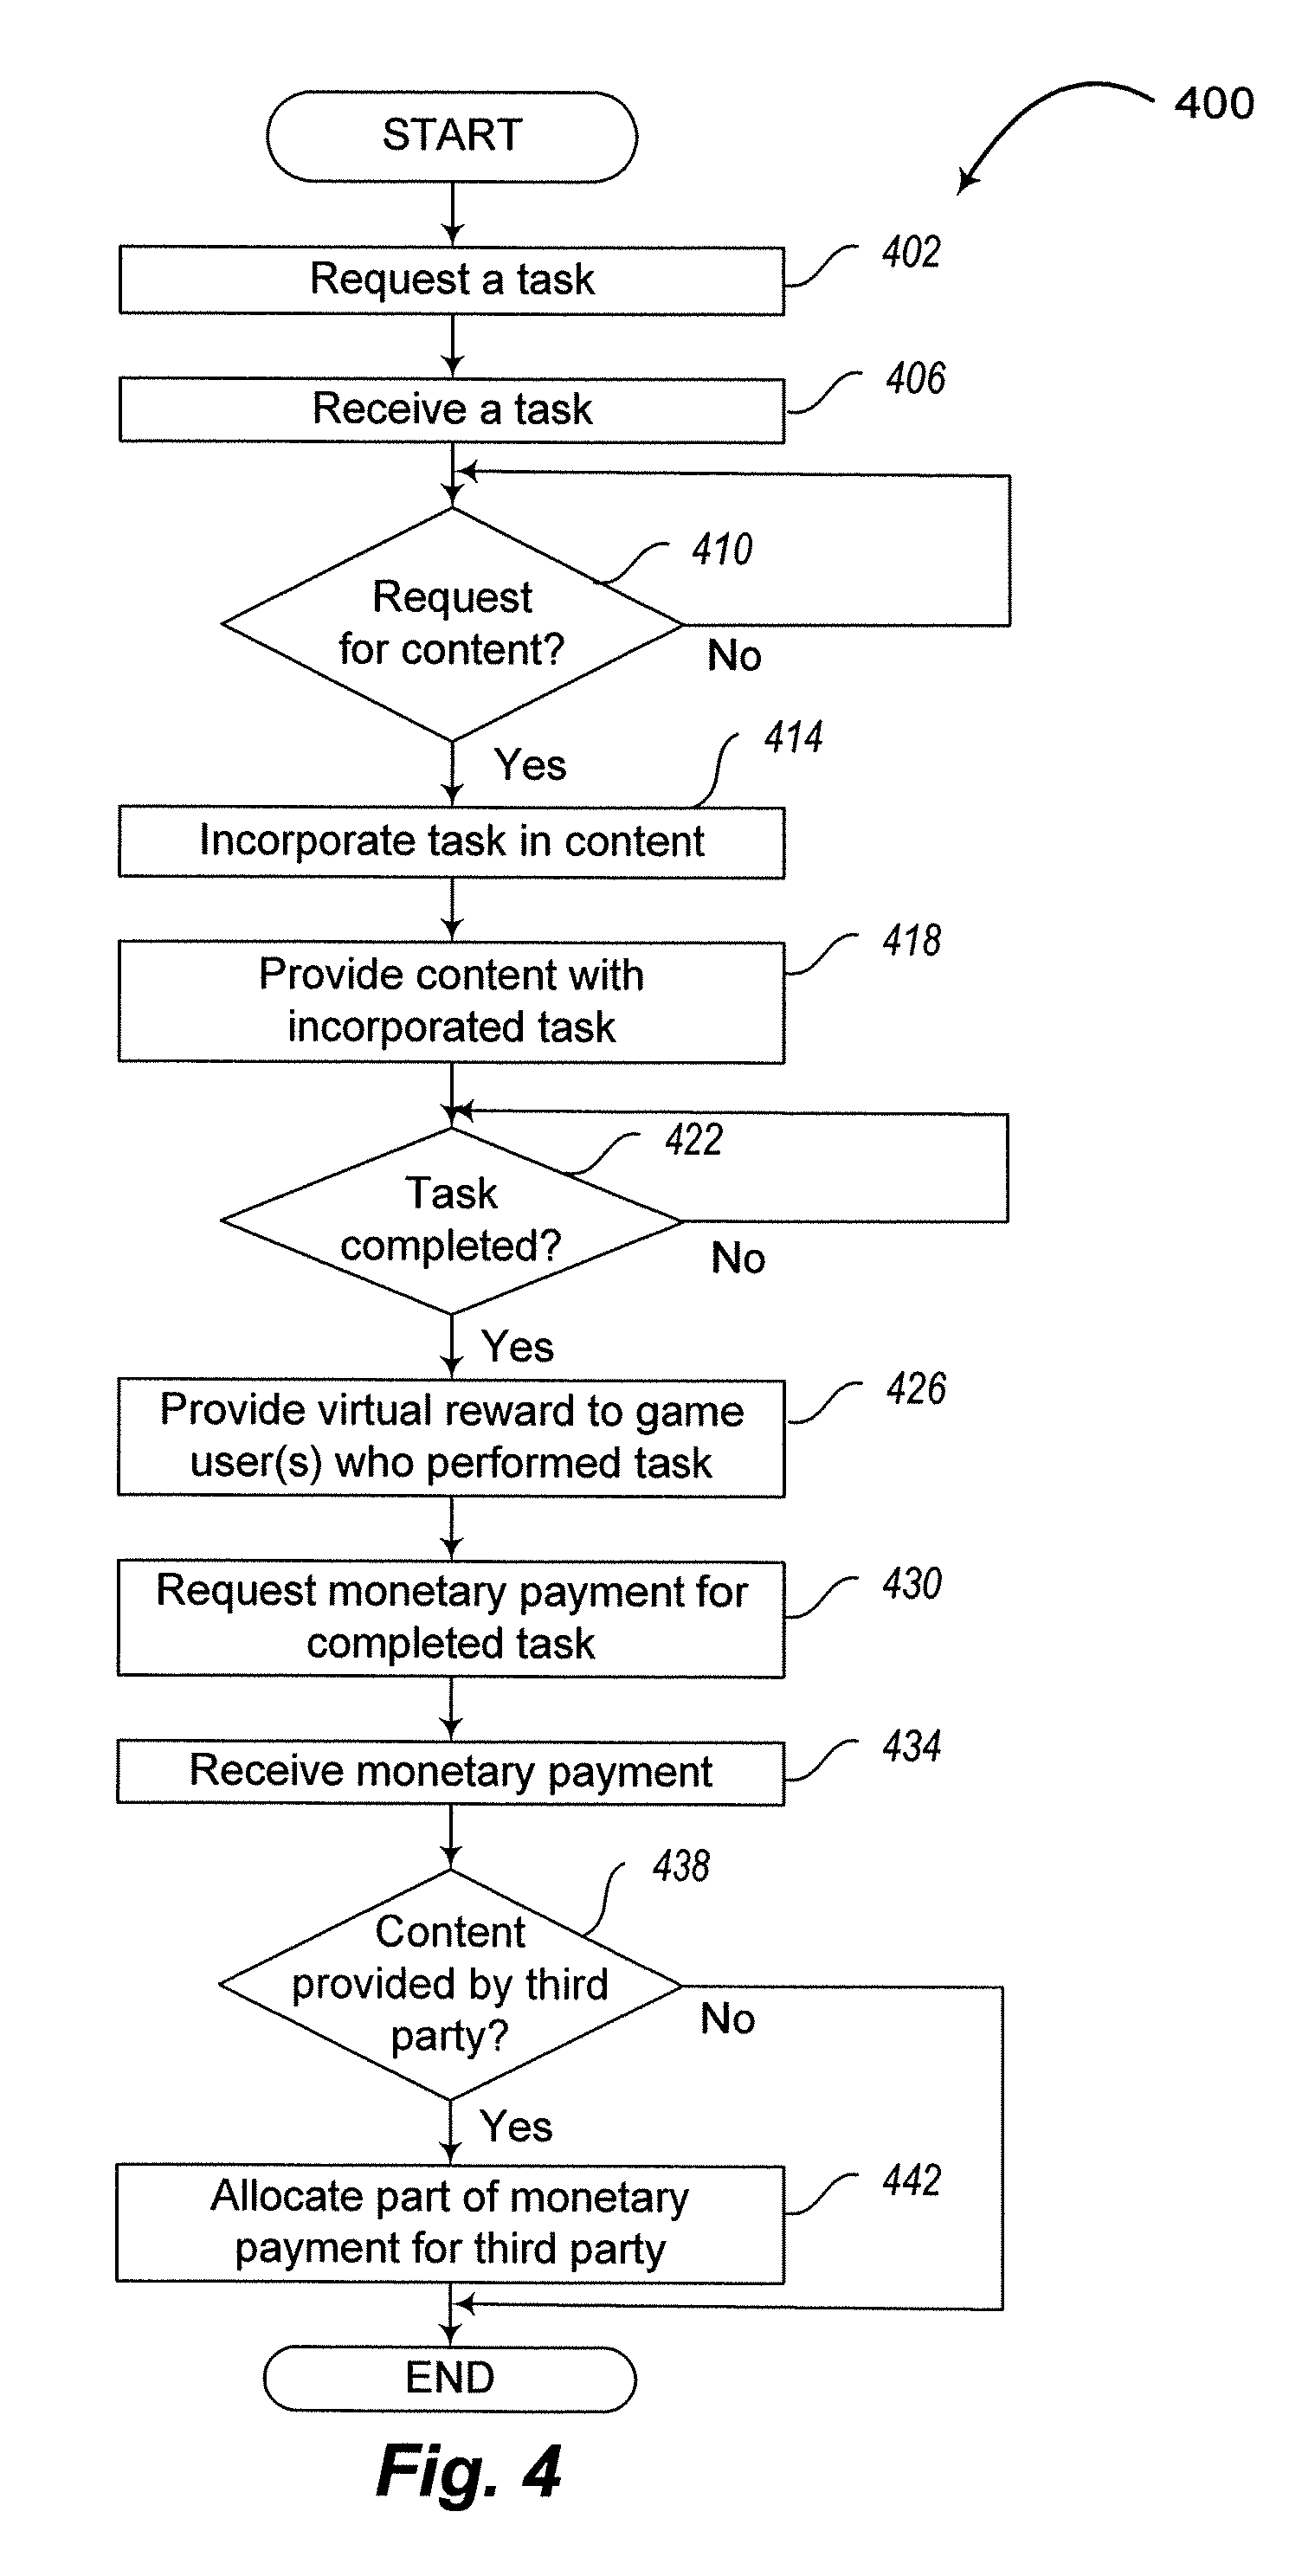 START
400
Request a task
402
Receive a task
406
Request
for content?
410
No
Yes
Incorporate task in content
414
Provide content with
incorporated task
418
Task
completed?
422
No
Yes
Provide virtual reward to game
user(s) who performed task
426
Request monetary payment for
completed task
430
Receive monetary payment
434
Content
provided by third
party?
438
No
Yes
Allocate part of monetary
payment for third party
442
END
Fig. 4